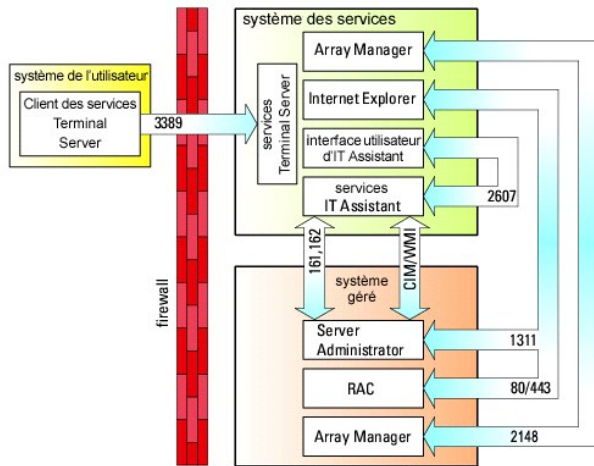 système des services
Array Manager
système de l'utilisateur
Client des services
Terminal
Server
3389
services
Terminal Server
Internet Explorer
interface utilisateur
d'IT Assistant
services
IT Assistant
2607
161,162
CIM/WMI
firewall
système
géré
Server
Administrator
1311
RAC
80/443
Array Manager
2148